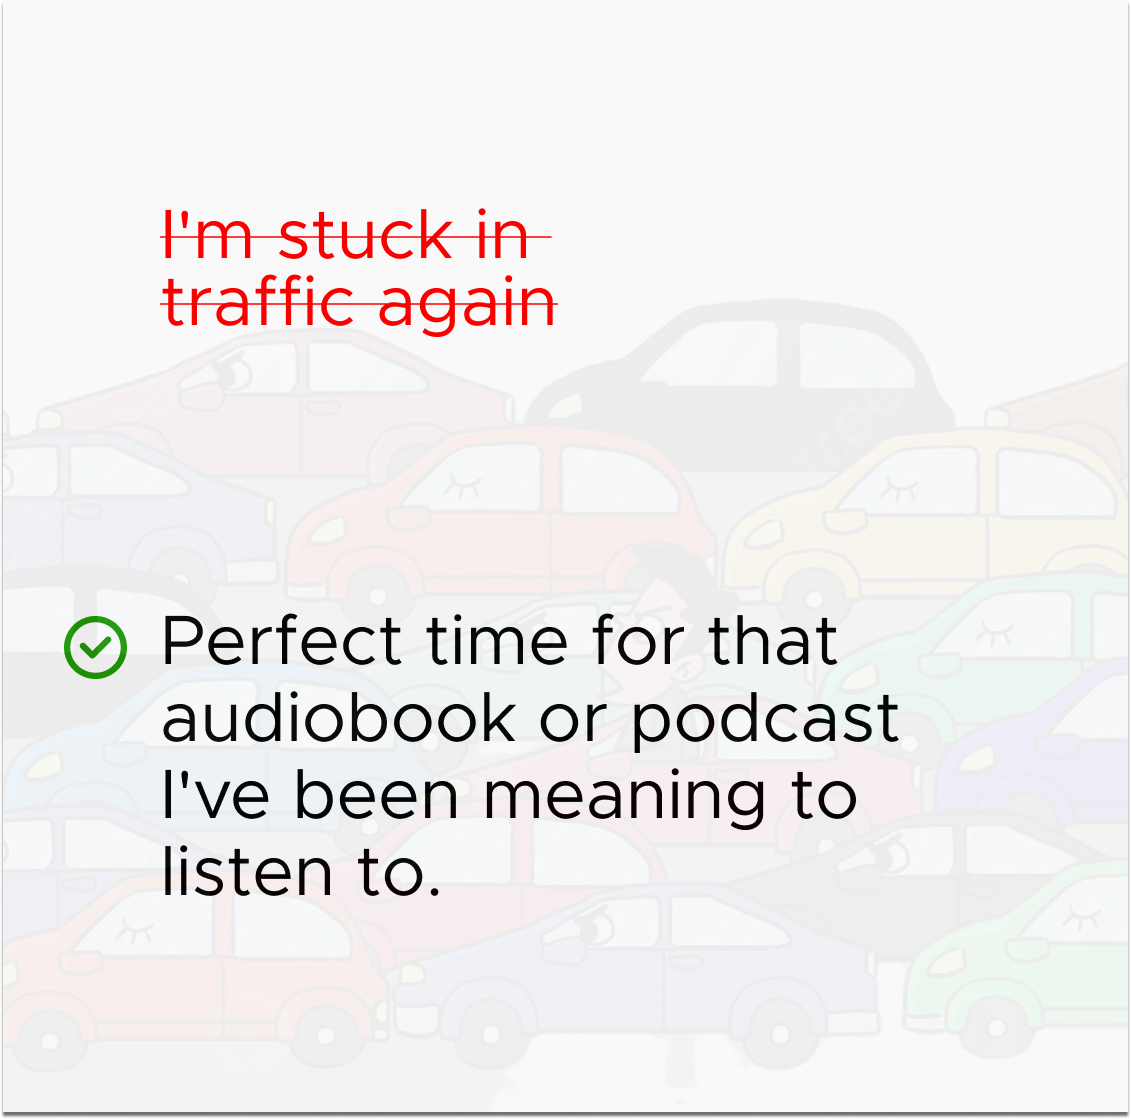 I'm stuck in
traffic again
Perfect time for that
audiobook or podcast
I've been meaning to
listen to.